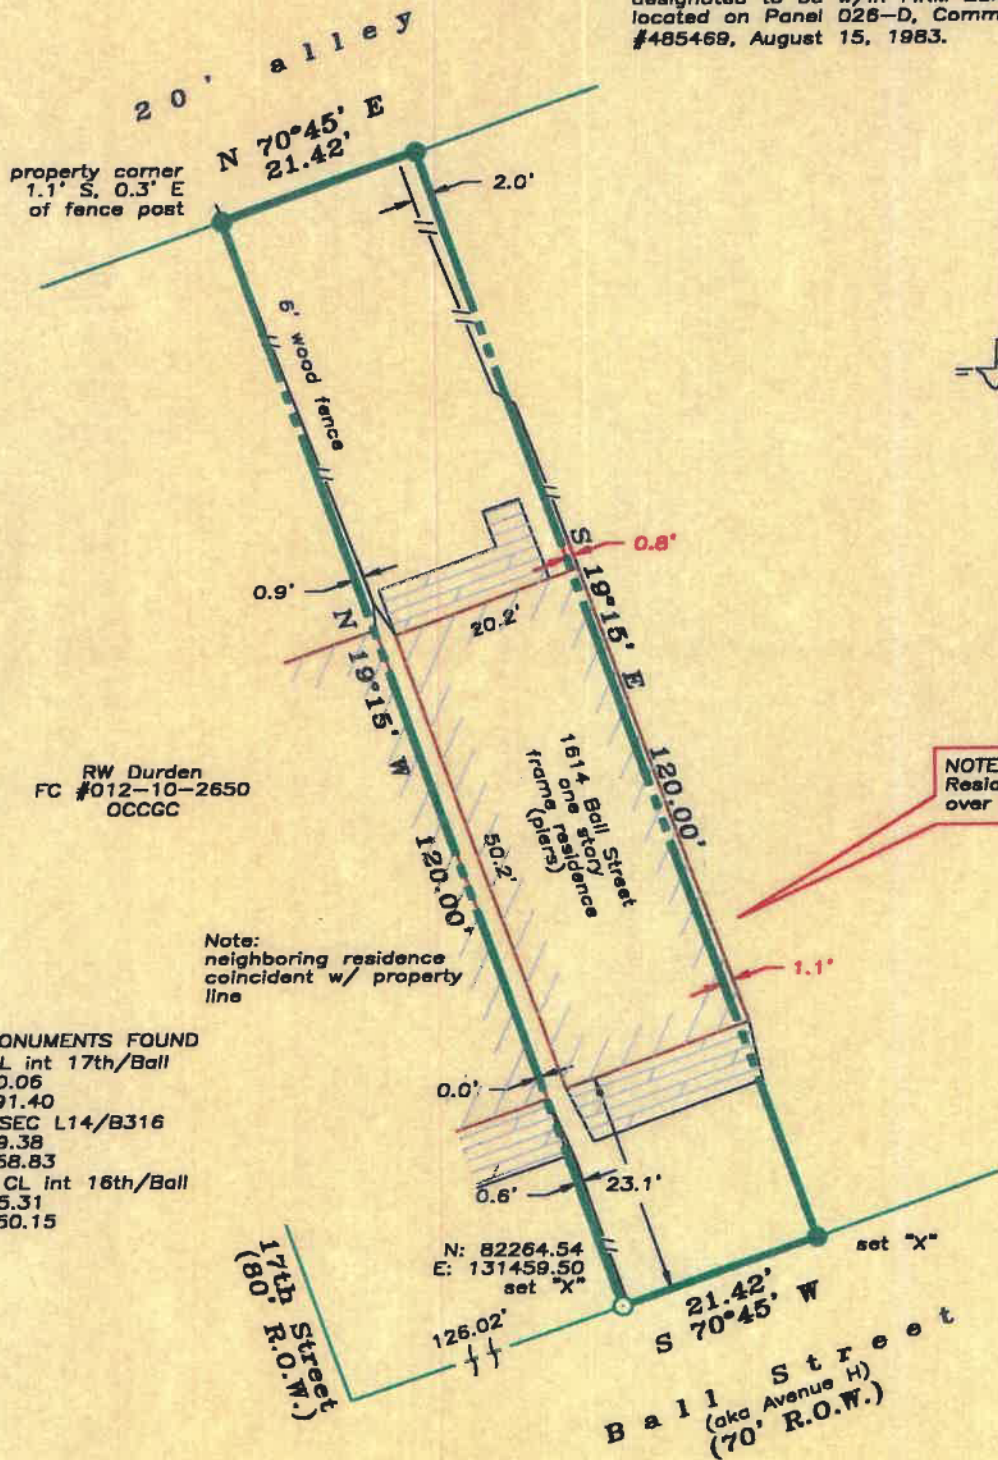 located on Panel 026-D, Comm
#485469, August 15, 1983.
20' alley
N 70°45' E
21.42'
property corner
1.1' S, 0.3' E
of fence post
2.0'
6' wood fence
0.8'
0.9'
20.2'
S 19°15' E
120.00'
N 19°15' W
120.00'
RW Durden
FC #012-10-2650
OCCGC
1614 Ball Street
one story
frame residence
(piers)
50.2'
NOTE
Resid
over
Note:
neighboring residence
coincident w/ property
line
1.1'
ONUMENTS FOUND
L int 17th/Ball
0.06
91.40
SEC L14/B316
9.38
58.83
CL int 16th/Ball
5.31
50.15
0.0'
0.6'
23.1'
N: 82264.54
E: 131459.50
set "X"
set "X"
17th Street
(80' R.O.W.)
126.02'
21.42'
S 70°45' W
Ball Street
(aka Avenue H)
(70' R.O.W.)